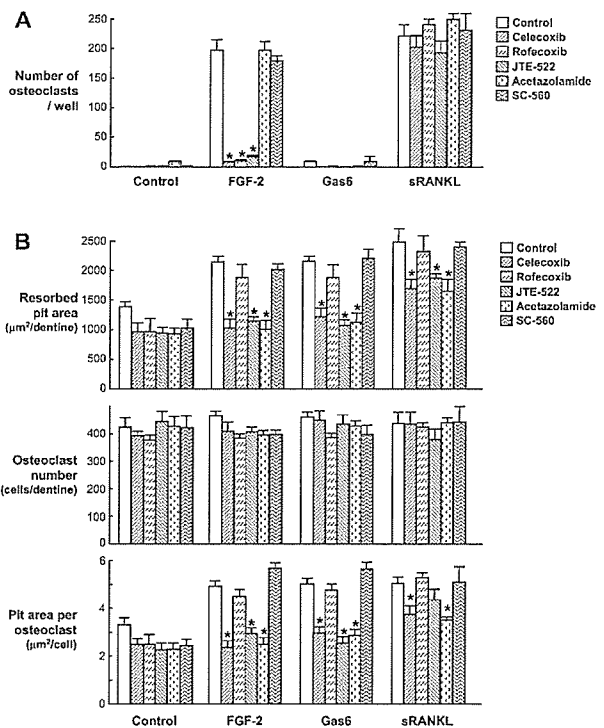 A
Number of
osteoclasts
/ well
250
200
150
100
50
0
* * *
Control
FGF-2
Gas6
sRANKL
Control
Celecoxib
Rofecoxib
JTE-522
Acetazolamide
SC-560
B
Resorbed
pit area
(μm²/dentine)
2500
2000
1500
1000
500
0
* * *
* * *
* * *
Control
Celecoxib
Rofecoxib
JTE-522
Acetazolamide
SC-560
Osteoclast
number
(cells/dentine)
400
300
200
100
0
Pit area per
osteoclast
(μm²/cell)
6
4
2
0
* * *
* * *
* *
Control
FGF-2
Gas6
sRANKL